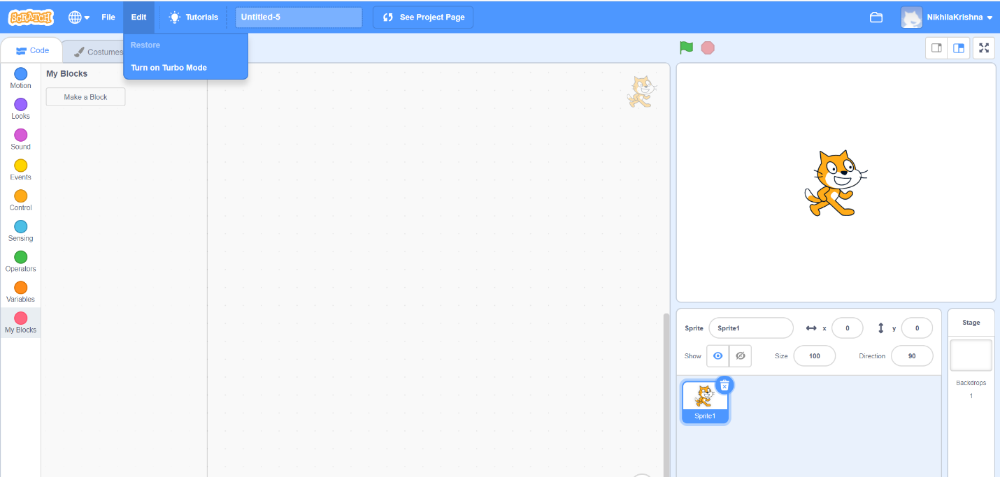 SCRATCH
File
Edit
Tutorials
Untitled-5
See Project Page
NikhilaKrishna
Restore
Turn on Turbo Mode
Code
Costumes
Motion
Looks
Sound
Events
Control
Sensing
Operators
Variables
My Blocks
My Blocks
Make a Block
Sprite
Sprite1
x
0
y
0
Show
Size
100
Direction
90
Sprite1
Stage
Backdrops
1